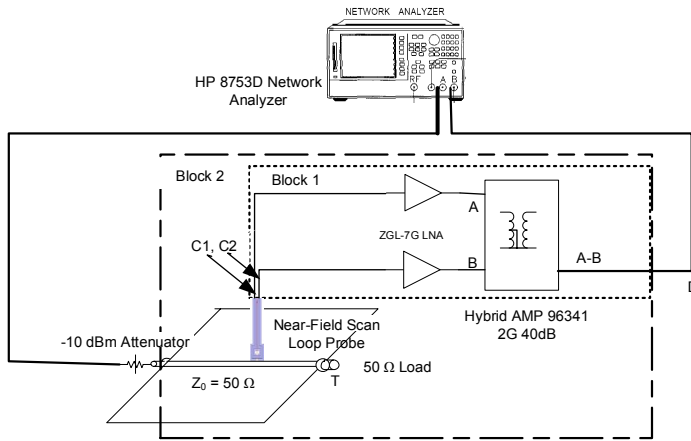 NETWORK ANALYZER
HP 8753D Network
Analyzer
RF
A
B
Block 2
Block 1
A
ZGL-7G LNA
C1, C2
B
A-B
D
Hybrid AMP 96341
2G 40dB
Near-Field Scan
Loop Probe
-10 dBm Attenuator
50 Ω Load
T
Z₀ = 50 Ω